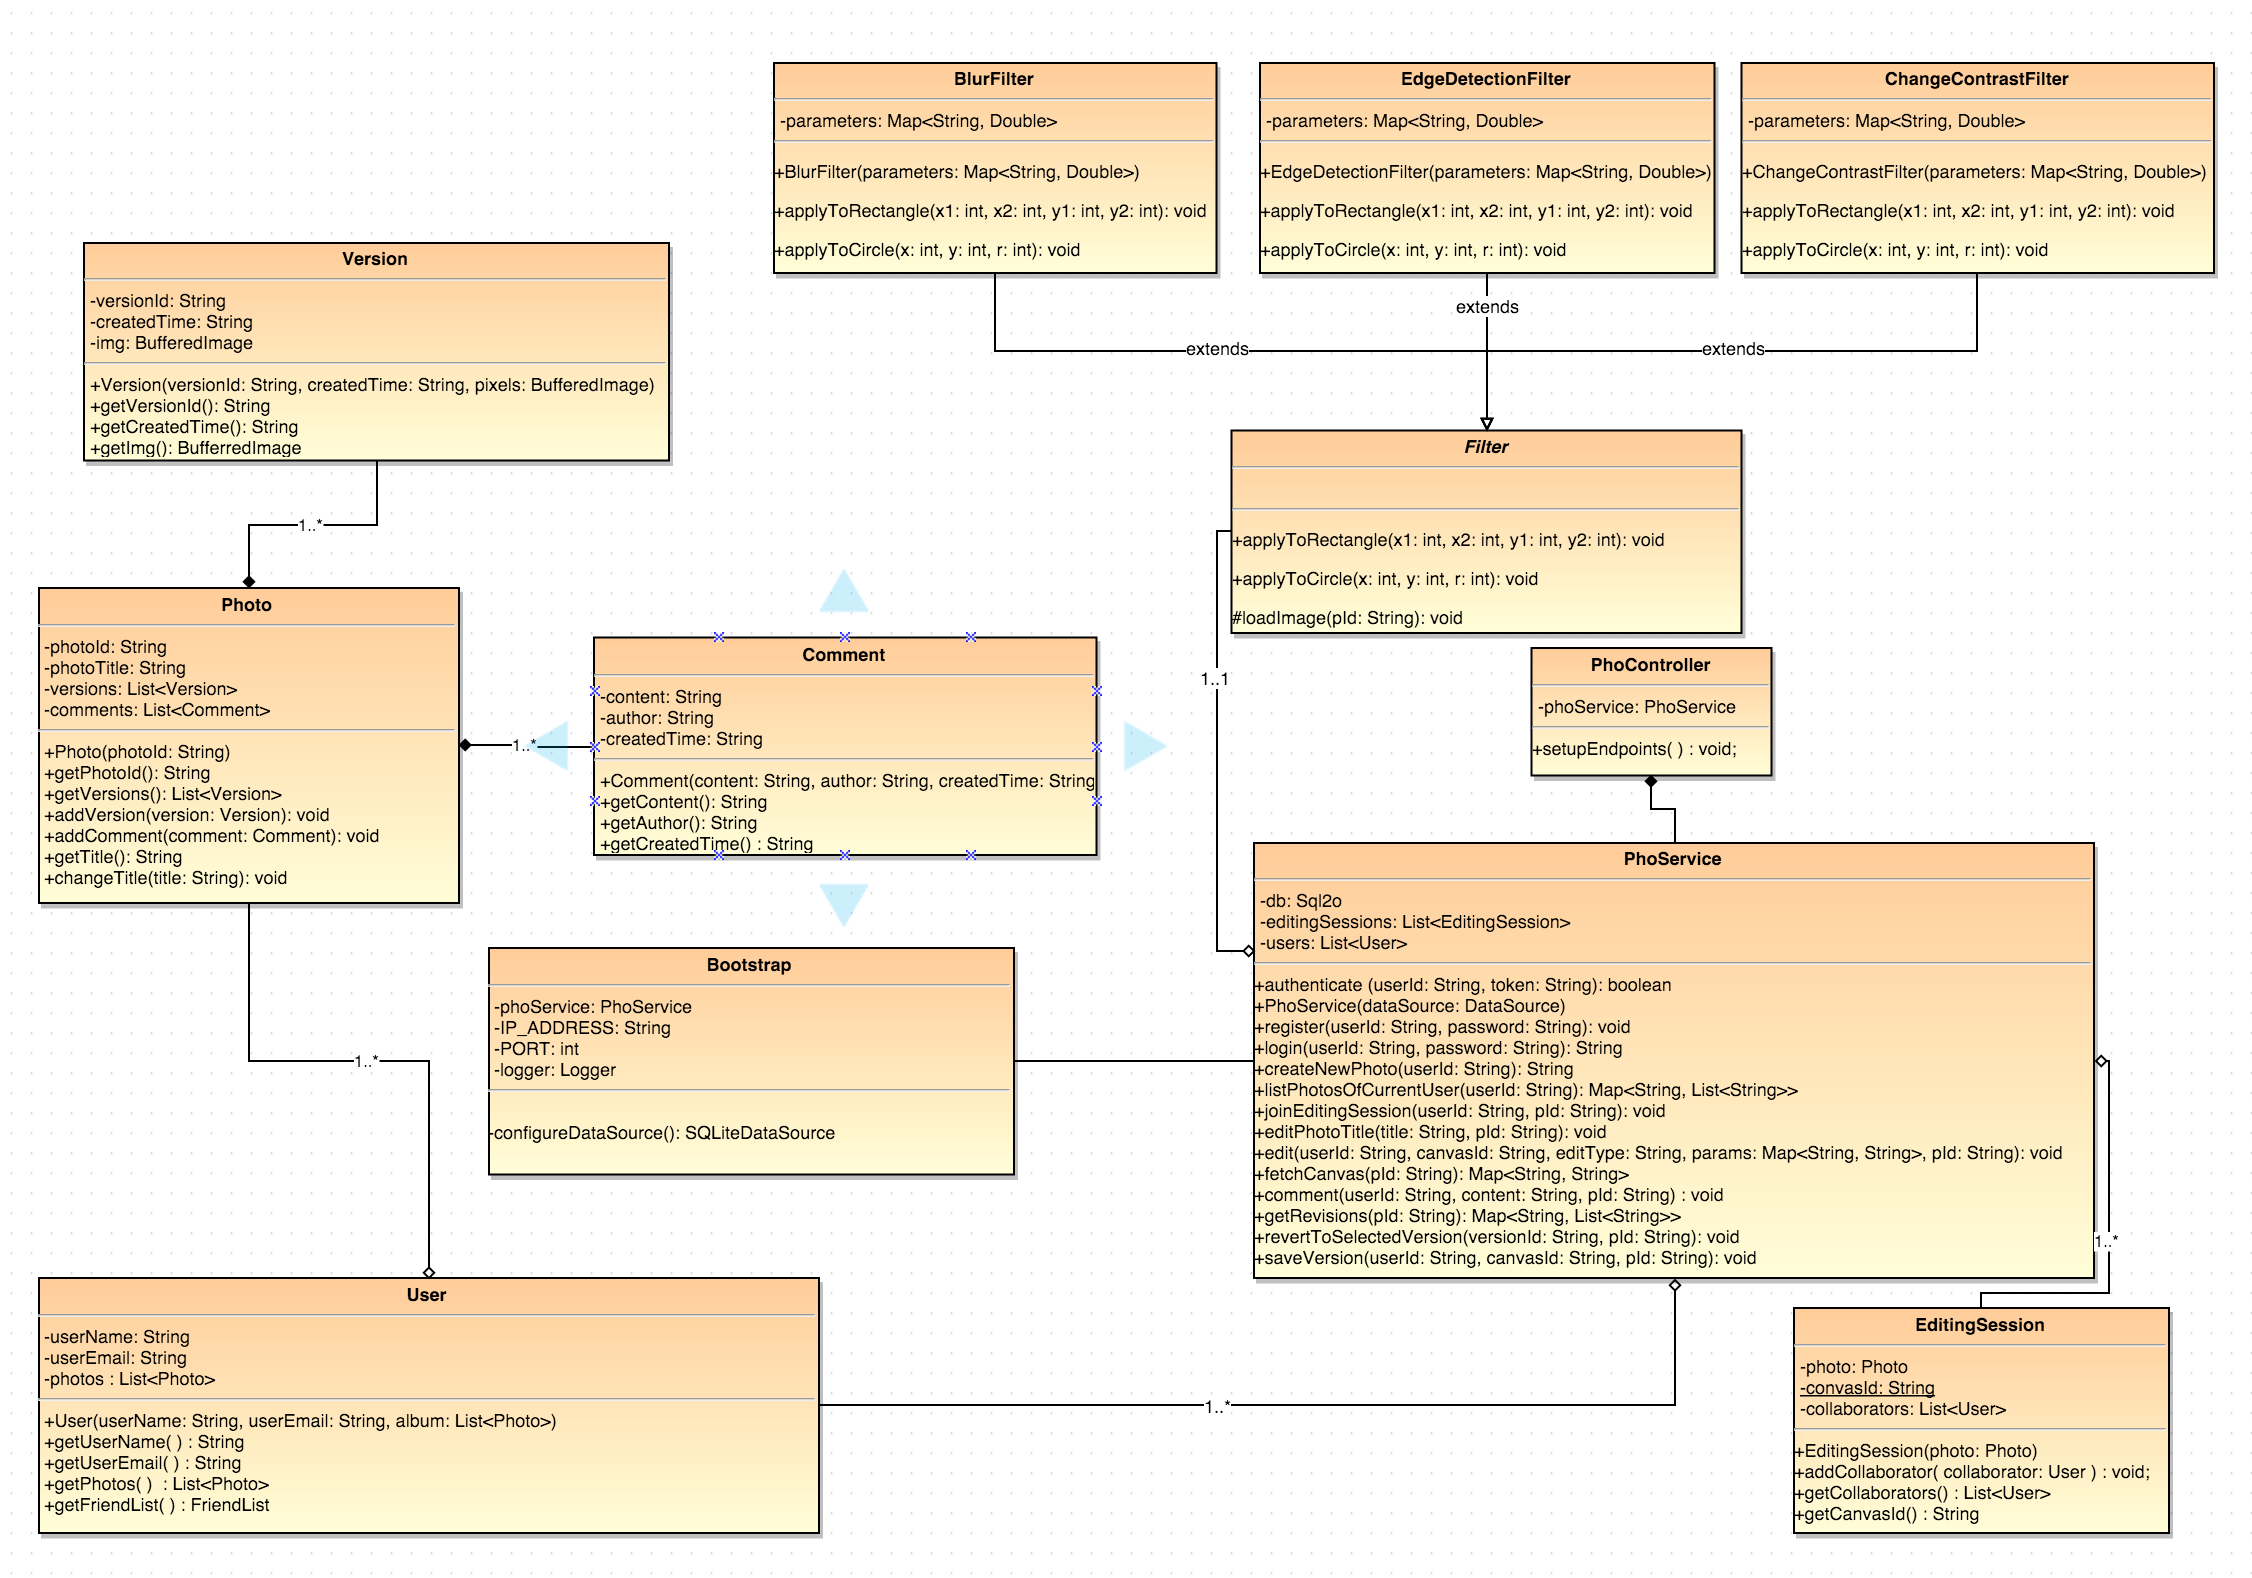 BlurFilter
-parameters: Map<String, Double>
+BlurFilter(parameters: Map<String, Double>)
+applyToRectangle(x1: int, x2: int, y1: int, y2: int): void
+applyToCircle(x: int, y: int, r: int): void
EdgeDetectionFilter
-parameters: Map<String, Double>
+EdgeDetectionFilter(parameters: Map<String, Double>)
+applyToRectangle(x1: int, x2: int, y1: int, y2: int): void
+applyToCircle(x: int, y: int, r: int): void
ChangeContrastFilter
-parameters: Map<String, Double>
+ChangeContrastFilter(parameters: Map<String, Double>)
+applyToRectangle(x1: int, x2: int, y1: int, y2: int): void
+applyToCircle(x: int, y: int, r: int): void
extends
extends
extends
Version
-versionId: String
-createdTime: String
-img: BufferedImage
+Version(versionId: String, createdTime: String, pixels: BufferedImage)
+getVersionId(): String
+getCreatedTime(): String
+getImg(): BufferredImage
1..*
Filter
+applyToRectangle(x1: int, x2: int, y1: int, y2: int): void
+applyToCircle(x: int, y: int, r: int): void
#loadImage(pId: String): void
1..1
Photo
-photoId: String
-photoTitle: String
-versions: List<Version>
-comments: List<Comment>
+Photo(photoId: String)
+getPhotoId(): String
+getVersions(): List<Version>
+addVersion(version: Version): void
+addComment(comment: Comment): void
+getTitle(): String
+changeTitle(title: String): void
1..*
Comment
-content: String
-author: String
-createdTime: String
+Comment(content: String, author: String, createdTime: String
+getContent(): String
+getAuthor(): String
+getCreatedTime() : String
PhoController
-phoService: PhoService
+setupEndpoints( ) : void;
PhoService
-db: Sql2o
-editingSessions: List<EditingSession>
-users: List<User>
+authenticate (userId: String, token: String): boolean
+PhoService(dataSource: DataSource)
+register(userId: String, password: String): void
+login(userId: String, password: String): String
+createNewPhoto(userId: String): String
+listPhotosOfCurrentUser(userId: String): Map<String, List<String>>
+joinEditingSession(userId: String, pId: String): void
+editPhotoTitle(title: String, pId: String): void
+edit(userId: String, canvasId: String, editType: String, params: Map<String, String>, pId: String): void
+fetchCanvas(pId: String): Map<String, String>
+comment(userId: String, content: String, pId: String) : void
+getRevisions(pId: String): Map<String, List<String>>
+revertToSelectedVersion(versionId: String, pId: String): void
+saveVersion(userId: String, canvasId: String, pId: String): void
Bootstrap
-phoService: PhoService
-IP_ADDRESS: String
-PORT: int
-logger: Logger
-configureDataSource(): SQLiteDataSource
1..*
1..*
User
-userName: String
-userEmail: String
-photos : List<Photo>
+User(userName: String, userEmail: String, album: List<Photo>)
+getUserName( ) : String
+getUserEmail( ) : String
+getPhotos( ) : List<Photo>
+getFriendList( ) : FriendList
1..*
EditingSession
-photo: Photo
-convasId: String
-collaborators: List<User>
+EditingSession(photo: Photo)
+addCollaborator( collaborator: User ) : void;
+getCollaborators() : List<User>
+getCanvasId() : String